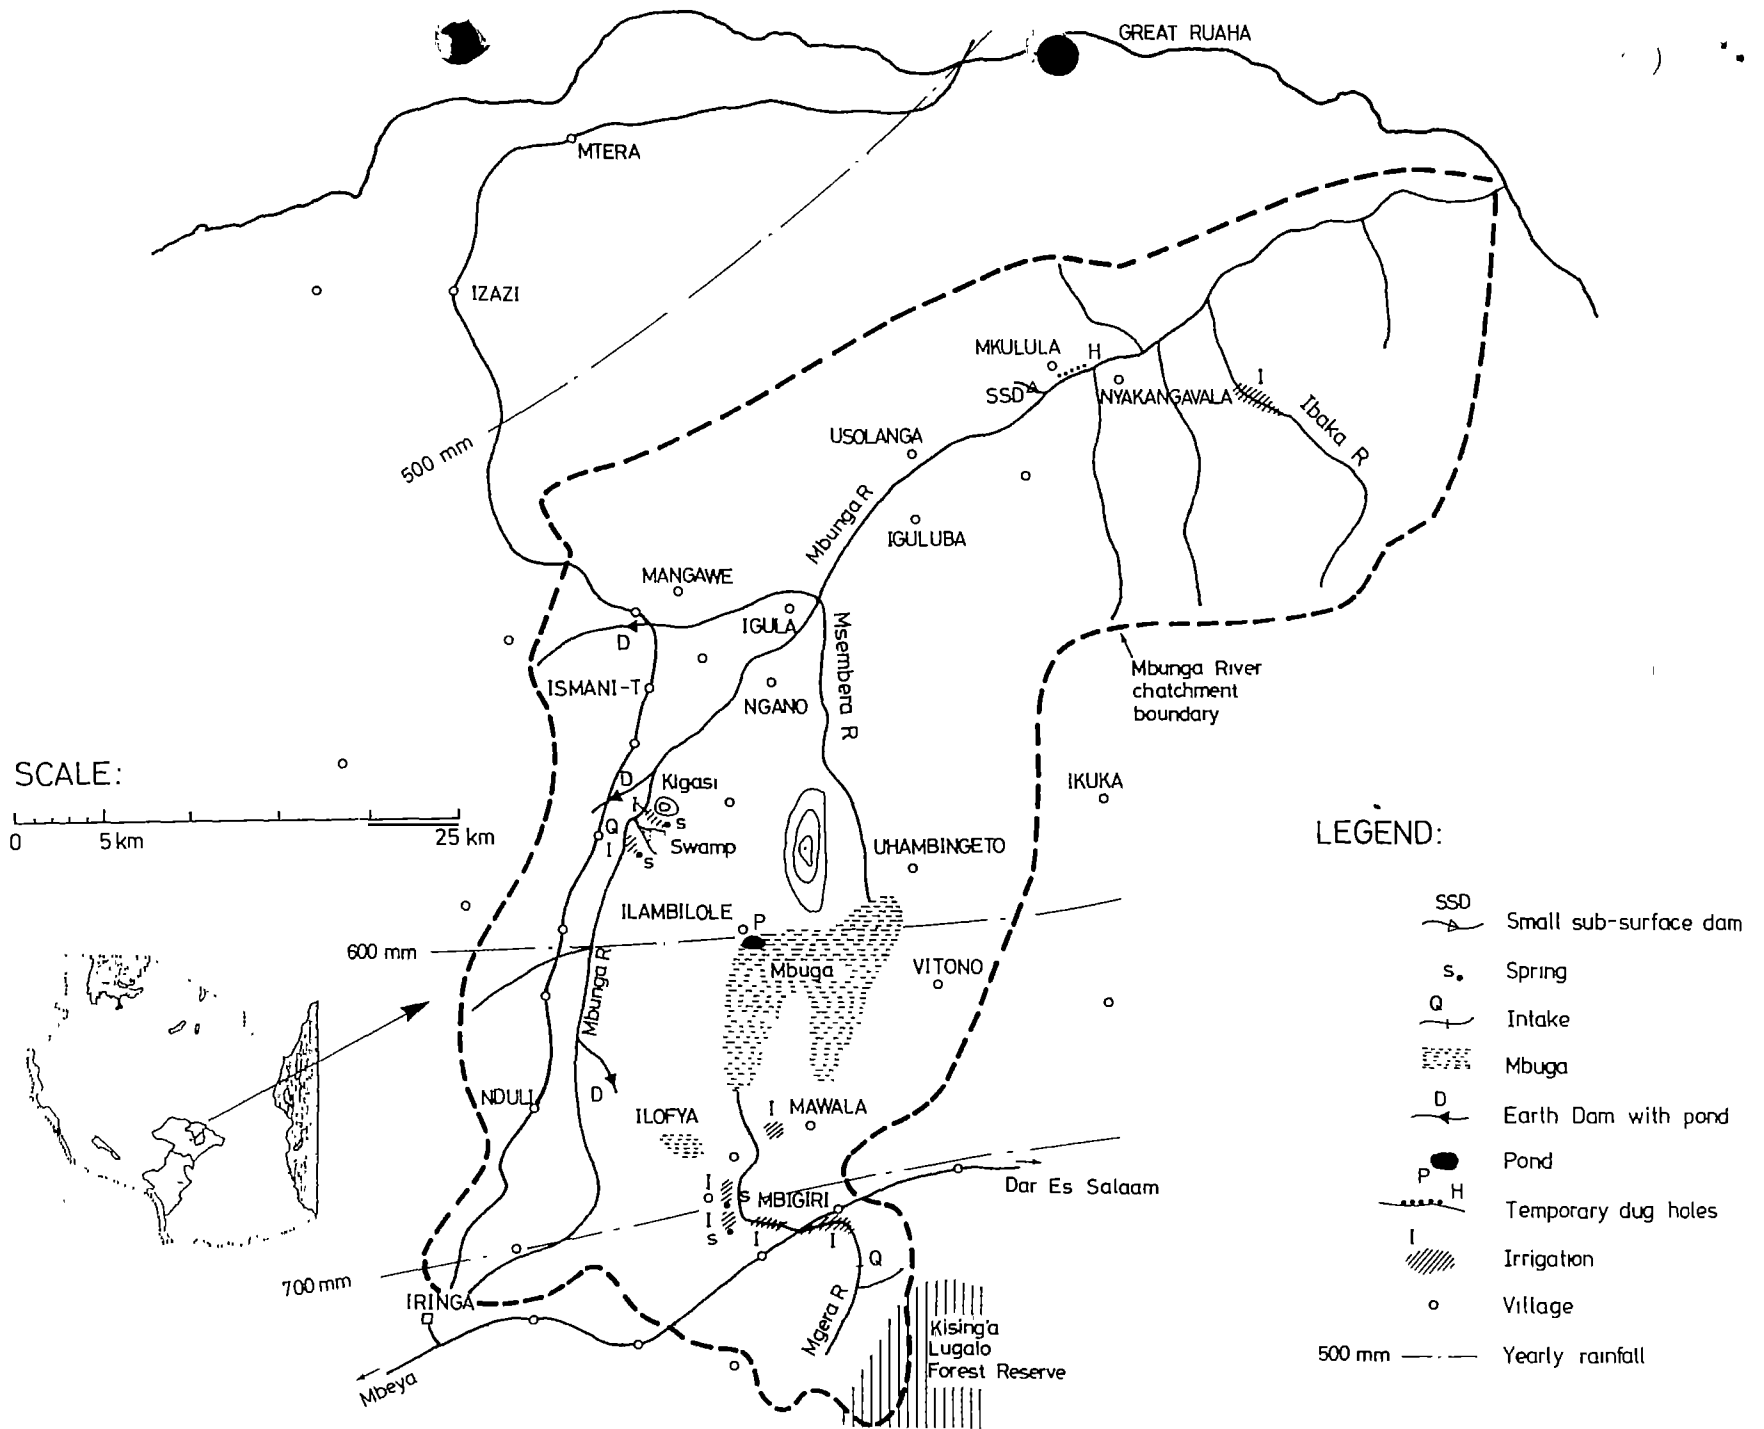 GREAT RUAHA
MTERA
IZAZI
500 mm
MKULULA
H
SSD
NYAKANGAVALA
I
Ibaka R
USOLANGA
Mbunga R
IGULUBA
MANGAWE
D
IGULA
Msembera R
ISMANI-T
NGANO
Mbunga River
chatchment
boundary
SCALE:
0
5 km
25 km
D
Kigasi
I
s
Q
I
s
Swamp
IKUKA
UHAMBINGETO
ILAMBILOLE
P
600 mm
Mbuga
VITONO
Mbunga R
D
NDULI
ILOFYA
I
MAWALA
Dar Es Salaam
I
s
MBIGIRI
I
s
I
I
Q
700 mm
IRINGA
Mgera R
Mbeya
Kising'a
Lugalo
Forest Reserve
LEGEND:
SSD
Small sub-surface dam
s.
Spring
Q
Intake
Mbuga
D
Earth Dam with pond
Pond
P
H
Temporary dug holes
I
Irrigation
Village
500 mm
Yearly rainfall